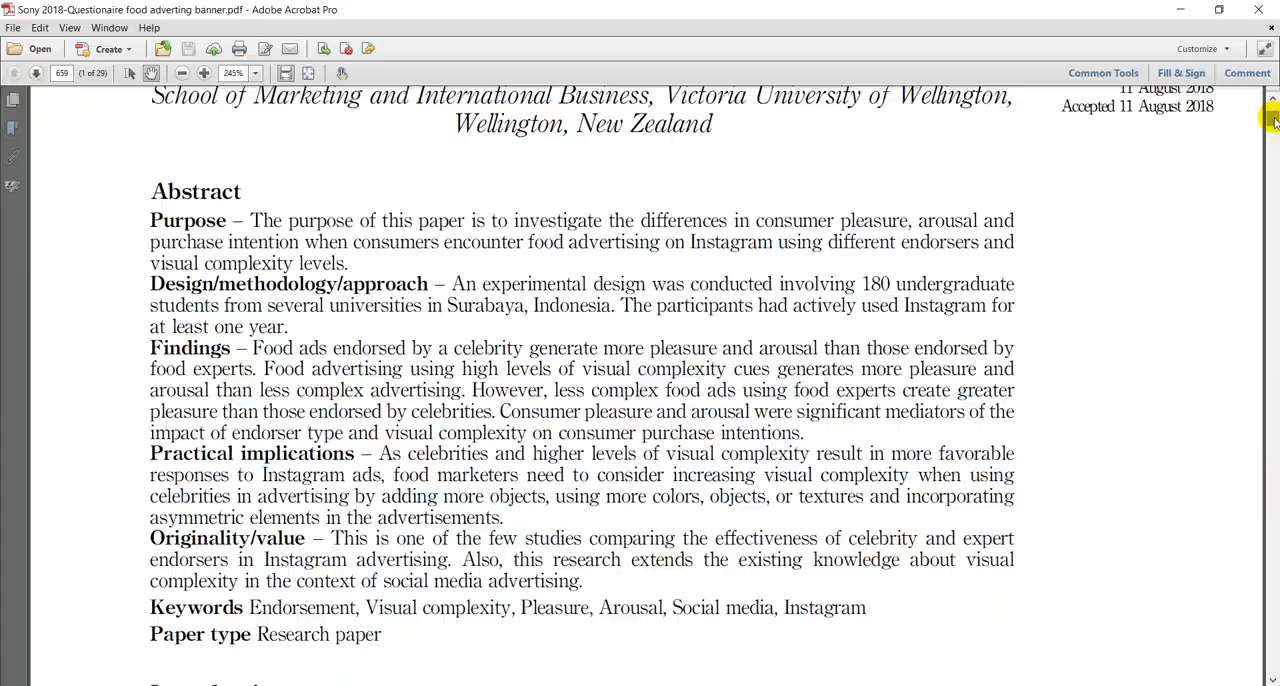 Sony 2018-Questionaire food adverting banner.pdf - Adobe Acrobat Pro
File Edit View Window Help
Open Create Customize
659 (1 of 29) 245% Common Tools Fill & Sign Comment
School of Marketing and International Business, Victoria University of Wellington,
Wellington, New Zealand
11 August 2018
Accepted 11 August 2018
Abstract
Purpose – The purpose of this paper is to investigate the differences in consumer pleasure, arousal and
purchase intention when consumers encounter food advertising on Instagram using different endorsers and
visual complexity levels.
Design/methodology/approach – An experimental design was conducted involving 180 undergraduate
students from several universities in Surabaya, Indonesia. The participants had actively used Instagram for
at least one year.
Findings – Food ads endorsed by a celebrity generate more pleasure and arousal than those endorsed by
food experts. Food advertising using high levels of visual complexity cues generates more pleasure and
arousal than less complex advertising. However, less complex food ads using food experts create greater
pleasure than those endorsed by celebrities. Consumer pleasure and arousal were significant mediators of the
impact of endorser type and visual complexity on consumer purchase intentions.
Practical implications – As celebrities and higher levels of visual complexity result in more favorable
responses to Instagram ads, food marketers need to consider increasing visual complexity when using
celebrities in advertising by adding more objects, using more colors, objects, or textures and incorporating
asymmetric elements in the advertisements.
Originality/value – This is one of the few studies comparing the effectiveness of celebrity and expert
endorsers in Instagram advertising. Also, this research extends the existing knowledge about visual
complexity in the context of social media advertising.
Keywords Endorsement, Visual complexity, Pleasure, Arousal, Social media, Instagram
Paper type Research paper